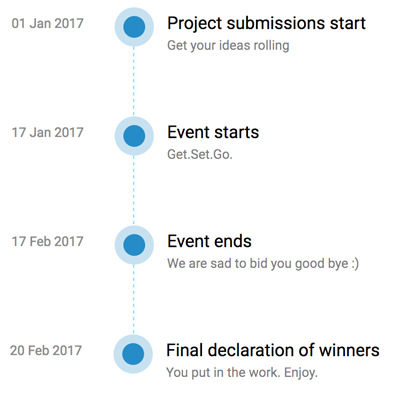 01 Jan 2017
Project submissions start
Get your ideas rolling
17 Jan 2017
Event starts
Get.Set.Go.
17 Feb 2017
Event ends
We are sad to bid you good bye :)
20 Feb 2017
Final declaration of winners
You put in the work. Enjoy.